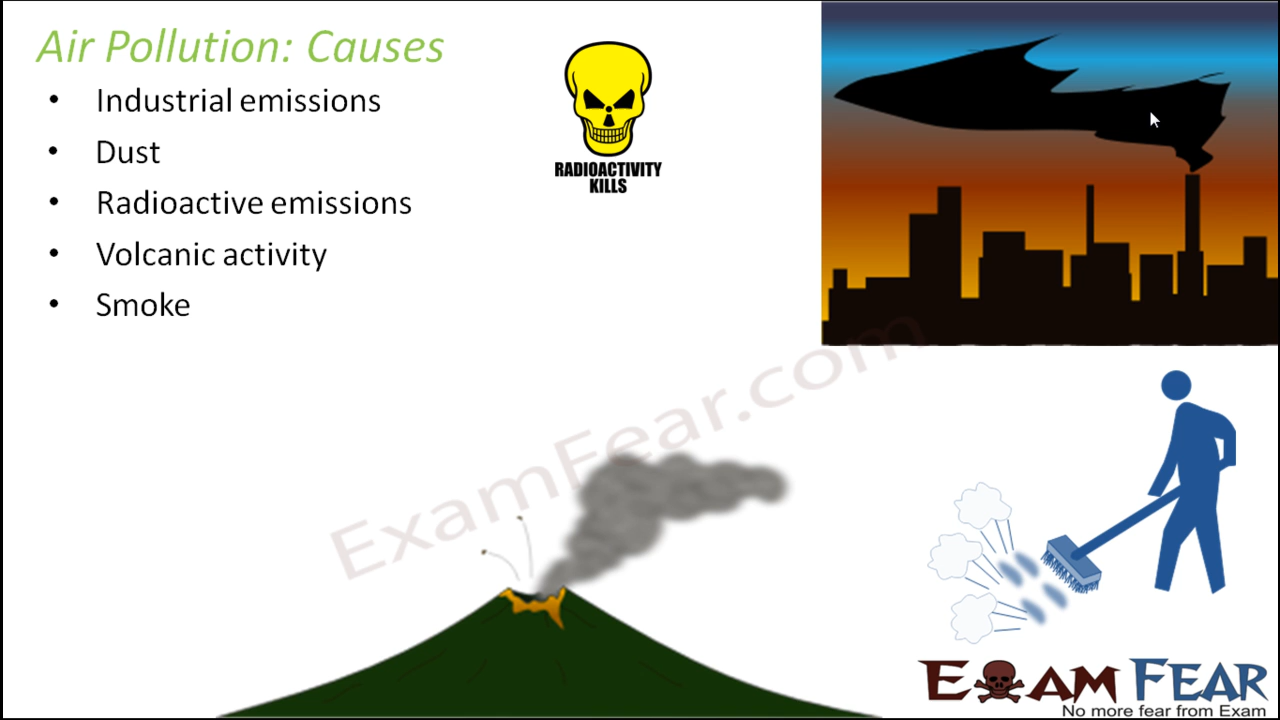 Air Pollution: Causes
• Industrial emissions
• Dust
• Radioactive emissions
• Volcanic activity
• Smoke
RADIOACTIVITY
KILLS
ExamFear.com
EXAM FEAR
No more fear from Exam